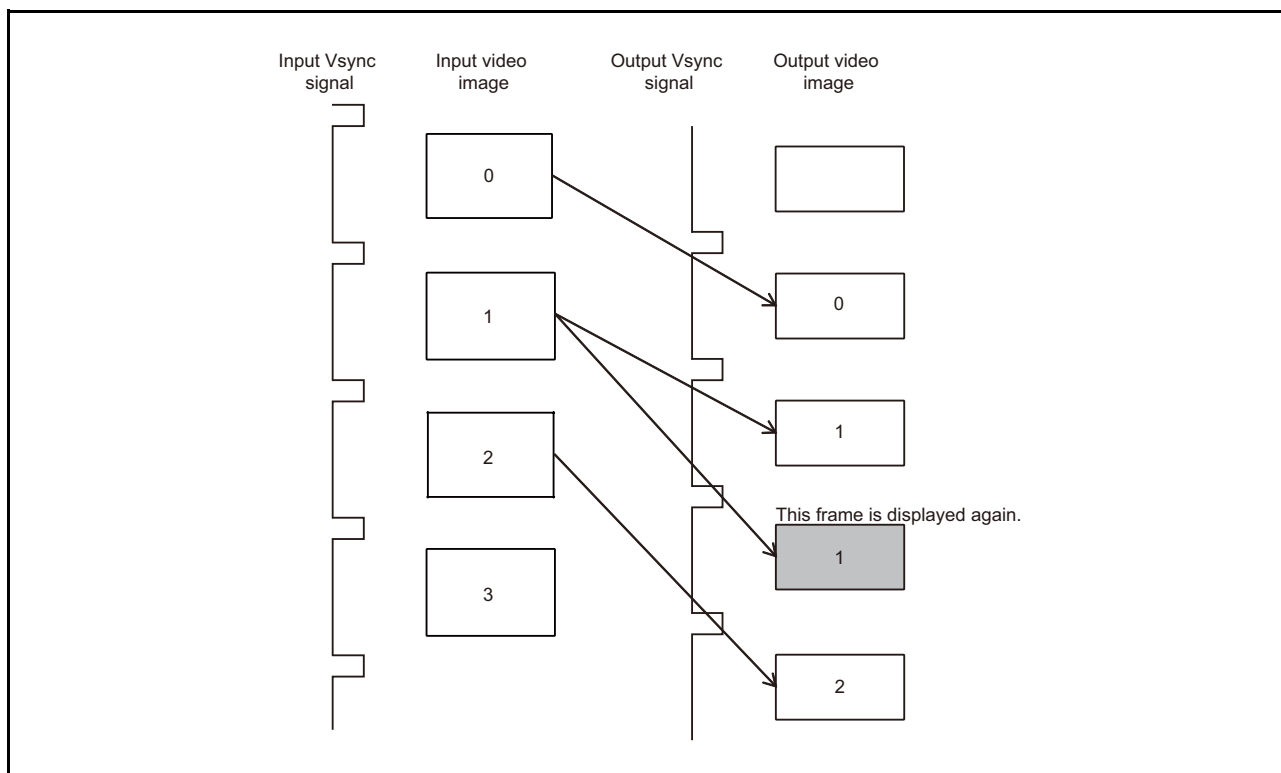 Input Vsync
signal
Input video
image
Output Vsync
signal
Output video
image
0
0
1
1
2
This frame is displayed again.
1
3
2